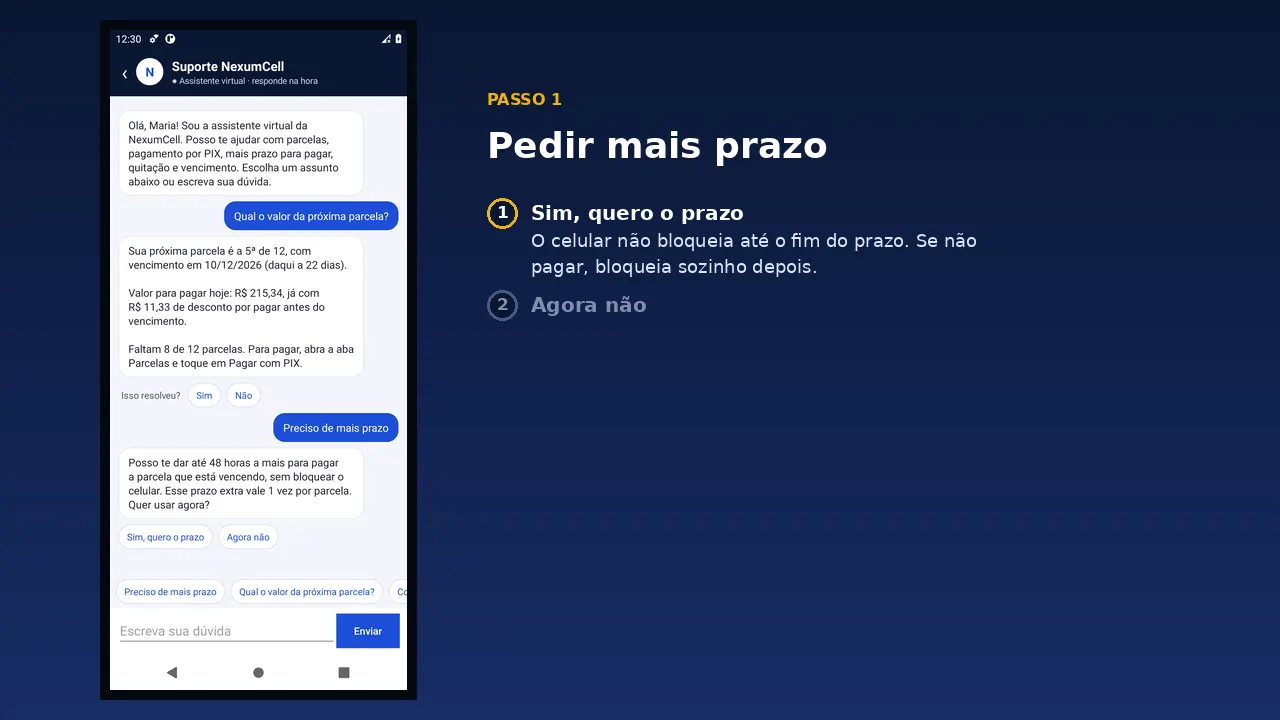 12:30
‹
N
Suporte NexumCell
● Assistente virtual · responde na hora
Olá, Maria! Sou a assistente virtual da
NexumCell. Posso te ajudar com parcelas,
pagamento por PIX, mais prazo para pagar,
quitação e vencimento. Escolha um assunto
abaixo ou escreva sua dúvida.
Qual o valor da próxima parcela?
Sua próxima parcela é a 5ª de 12, com
vencimento em 10/12/2026 (daqui a 22 dias).
Valor para pagar hoje: R$ 215,34, já com
R$ 11,33 de desconto por pagar antes do
vencimento.
Faltam 8 de 12 parcelas. Para pagar, abra a aba
Parcelas e toque em Pagar com PIX.
Isso resolveu? Sim Não
Preciso de mais prazo
Posso te dar até 48 horas a mais para pagar
a parcela que está vencendo, sem bloquear o
celular. Esse prazo extra vale 1 vez por parcela.
Quer usar agora?
Sim, quero o prazo Agora não
Preciso de mais prazo Qual o valor da próxima parcela? Co
Escreva sua dúvida Enviar
PASSO 1
Pedir mais prazo
1 Sim, quero o prazo
O celular não bloqueia até o fim do prazo. Se não
pagar, bloqueia sozinho depois.
2 Agora não